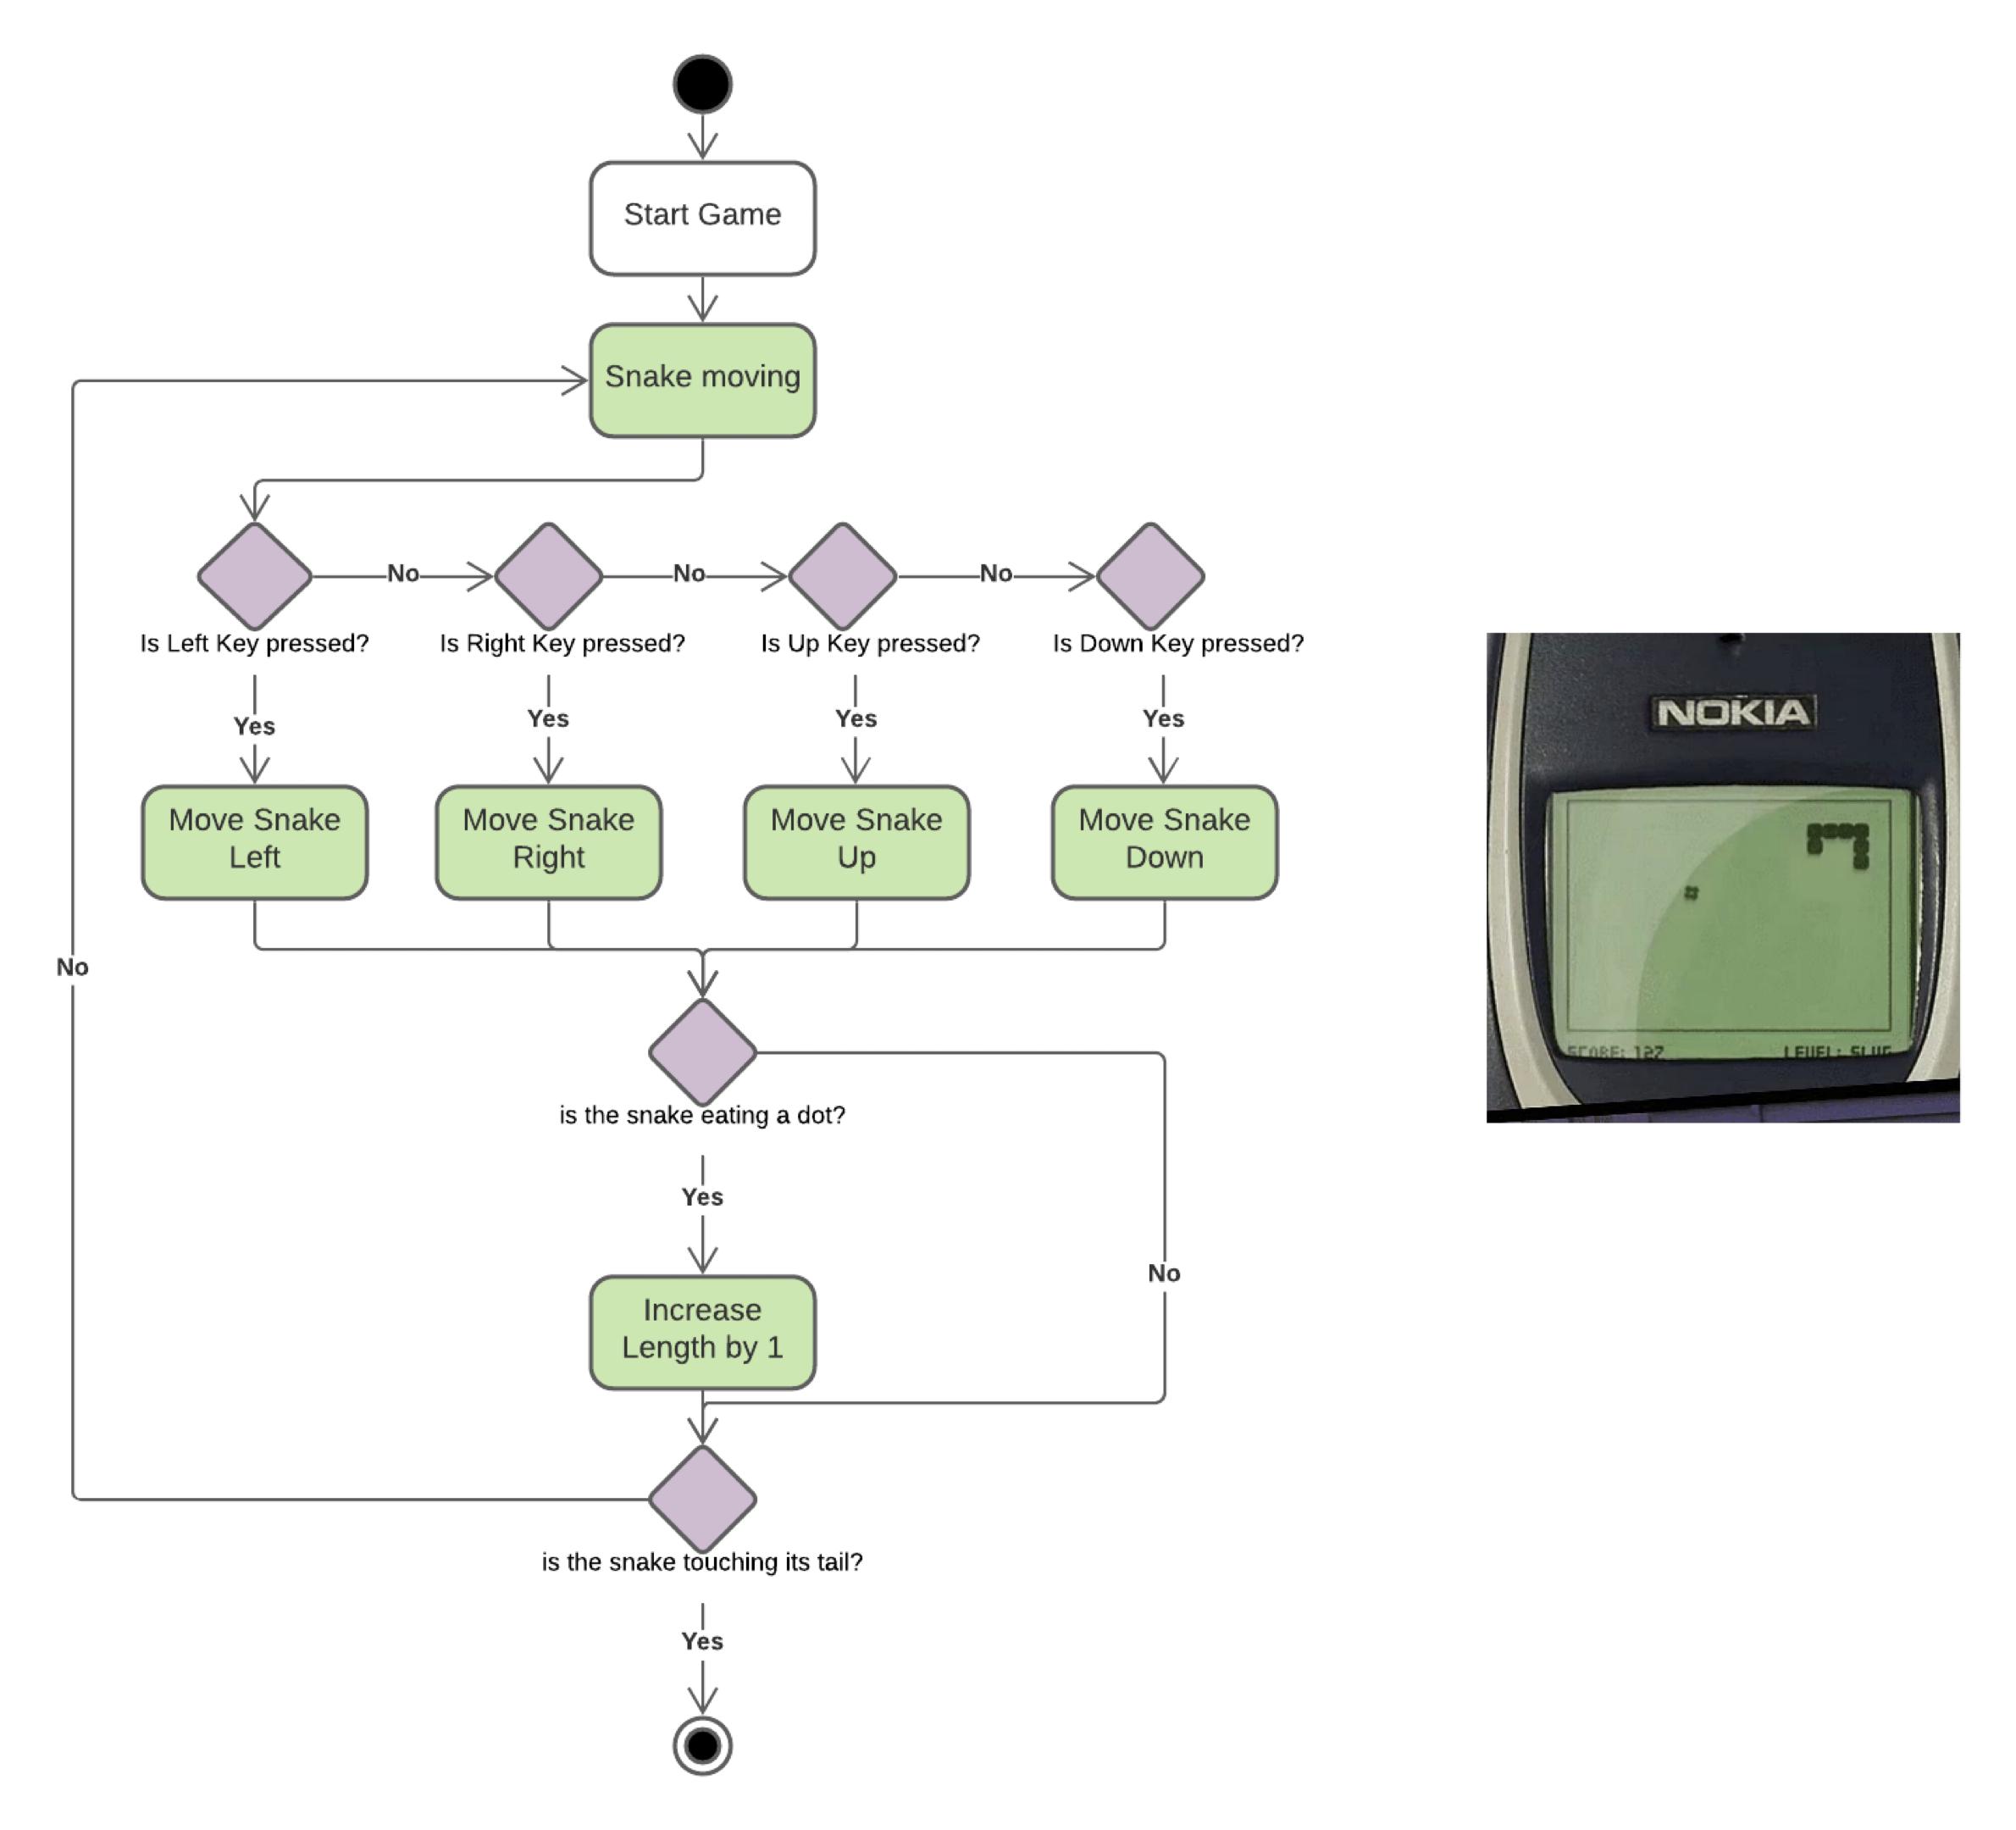 Start Game
Snake moving
No
No
No
Is Left Key pressed?
Is Right Key pressed?
Is Up Key pressed?
Is Down Key pressed?
Yes
Yes
Yes
Yes
Move Snake
Left
Move Snake
Right
Move Snake
Up
Move Snake
Down
No
is the snake eating a dot?
Yes
No
Increase
Length by 1
is the snake touching its tail?
Yes
NOKIA
SCORE: 127
LEVEL: SLUG